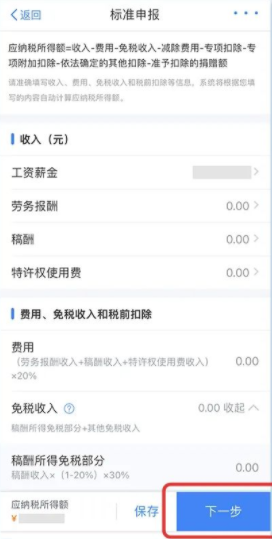 <返回
标准申报
...
应纳税所得额=收入-费用-免税收入-减除费用-专项扣除-专
项附加扣除-依法确定的其他扣除-准予扣除的捐赠额
请准确填写收入、费用、免税收入和税前扣除等信息。系统将根据您填
写的内容自动计算应纳税所得额。
收入（元）
工资薪金
劳务报酬 0.00
稿酬 0.00
特许权使用费 0.00
费用、免税收入和税前扣除
费用
（劳务报酬收入+稿酬收入+特许权使用费收入）
×20%
0.00
免税收入 0.00 收起
稿酬所得免税部分+其他免税收入
稿酬所得免税部分
稿酬收入×（1-20%）×30%
0.00
应纳税所得额
¥
保存
下一步